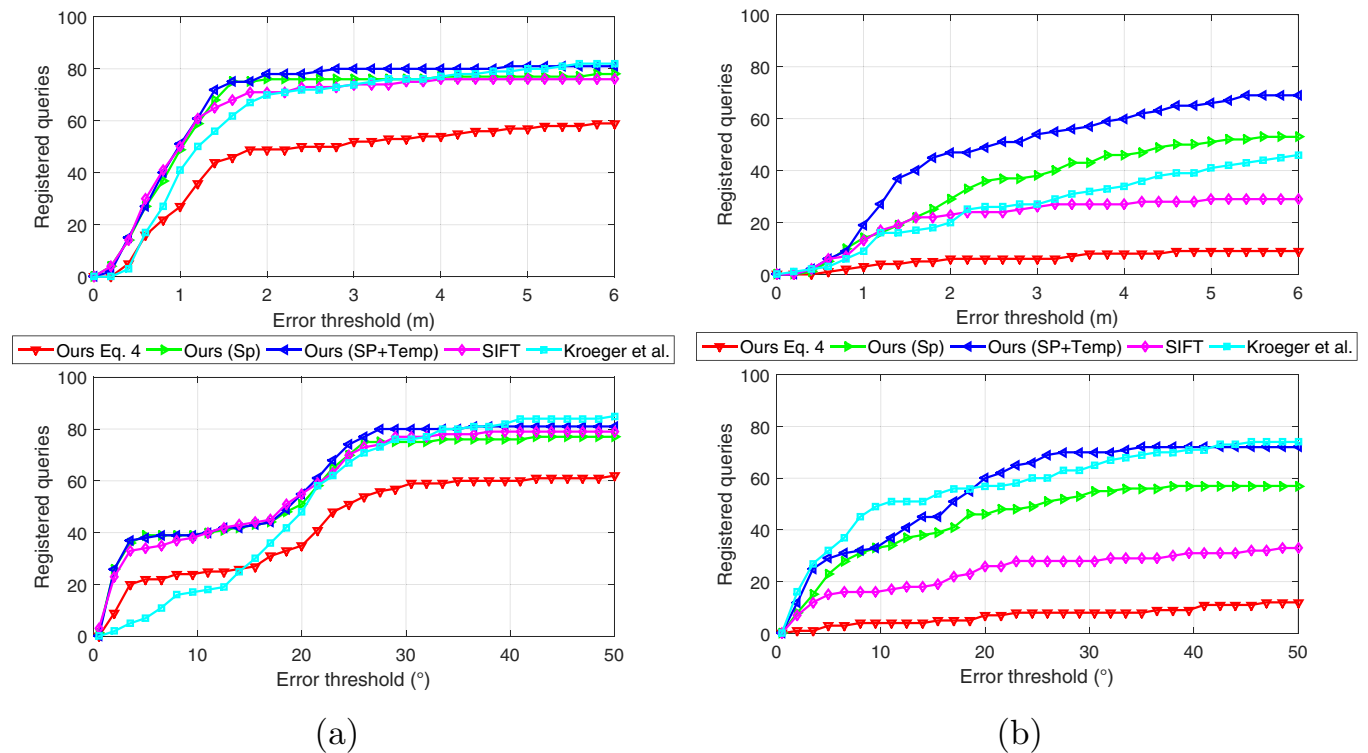 100
80
60
40
20
0
Registered queries
0 1 2 3 4 5 6
Error threshold (m)
100
80
60
40
20
0
Registered queries
0 1 2 3 4 5 6
Error threshold (m)
Ours Eq. 4 Ours (Sp) Ours (SP+Temp) SIFT Kroeger et al.
Ours Eq. 4 Ours (Sp) Ours (SP+Temp) SIFT Kroeger et al.
100
80
60
40
20
0
Registered queries
0 10 20 30 40 50
Error threshold (°)
100
80
60
40
20
0
Registered queries
0 10 20 30 40 50
Error threshold (°)
(a)
(b)